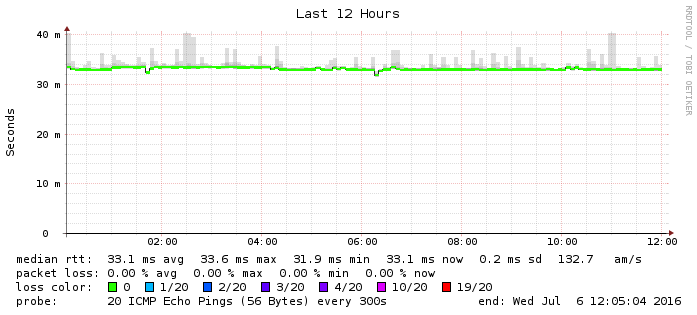 Last 12 Hours
RRDTOOL / TOBI OETIKER
Seconds
40 m
30 m
20 m
10 m
0
02:00 04:00 06:00 08:00 10:00 12:00
median rtt: 33.1 ms avg 33.6 ms max 31.9 ms min 33.1 ms now 0.2 ms sd 132.7 am/s
packet loss: 0.00 % avg 0.00 % max 0.00 % min 0.00 % now
loss color: 0 1/20 2/20 3/20 4/20 10/20 19/20
probe: 20 ICMP Echo Pings (56 Bytes) every 300s end: Wed Jul 6 12:05:04 2016